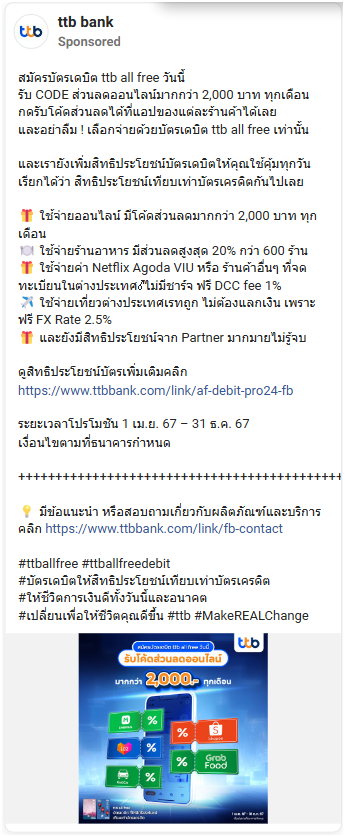 ttb bank
Sponsored
สมัครบัตรเดบิต ttb all free วันนี้
รับ CODE ส่วนลดออนไลน์มากกว่า 2,000 บาท ทุกเดือน
กดรับโค้ดส่วนลดได้ที่แอปของแต่ละร้านค้าได้เลย
และอย่าลืม ! เลือกจ่ายด้วยบัตรเดบิต ttb all free เท่านั้น
และเรายังเพิ่มสิทธิประโยชน์บัตรเดบิตให้คุณใช้คุ้มทุกวัน
เรียกได้ว่า สิทธิประโยชน์เทียบเท่าบัตรเครดิตกันไปเลย
🎁 ใช้จ่ายออนไลน์ มีโค้ดส่วนลดมากกว่า 2,000 บาท ทุก
เดือน
🍽️ ใช้จ่ายร้านอาหาร มีส่วนลดสูงสุด 20% กว่า 600 ร้าน
🎁 ใช้จ่ายค่า Netflix Agoda VIU หรือ ร้านค้าอื่นๆ ที่จด
ทะเบียนในต่างประเทศก็ไม่มีชาร์จ ฟรี DCC fee 1%
✈️ ใช้จ่ายเที่ยวต่างประเทศเรทถูก ไม่ต้องแลกเงิน เพราะ
ฟรี FX Rate 2.5%
🎁 และยังมีสิทธิประโยชน์จาก Partner มากมายไม่รู้จบ
ดูสิทธิประโยชน์บัตรเพิ่มเติมคลิก
https://www.ttbbank.com/link/af-debit-pro24-fb
ระยะเวลาโปรโมชัน 1 เม.ย. 67 – 31 ธ.ค. 67
เงื่อนไขตามที่ธนาคารกำหนด
++++++++++++++++++++++++++++++++++++++++++
💡 มีข้อแนะนำ หรือสอบถามเกี่ยวกับผลิตภัณฑ์และบริการ
คลิก https://www.ttbbank.com/link/fb-contact
#ttballfree #ttballfreedebit
#บัตรเดบิตให้สิทธิประโยชน์เทียบเท่าบัตรเครดิต
#ให้ชีวิตการเงินดีทั้งวันนี้และอนาคต
#เปลี่ยนเพื่อให้ชีวิตคุณดีขึ้น #ttb #MakeREALChange
ttb
สมัครบัตรเดบิต ttb all free วันนี้
รับโค้ดส่วนลดออนไลน์
มากกว่า 2,000.- ทุกเดือน
%
Shopee
%
Grab
Food
%
%